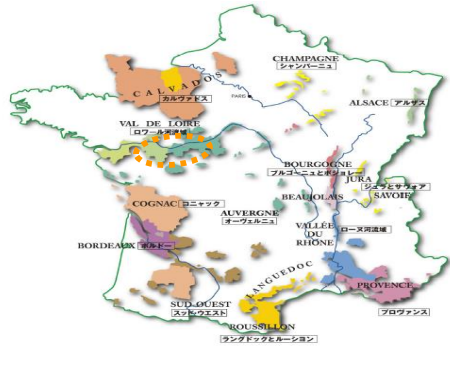 CHAMPAGNE
シャンパーニュ
CALVADOS
カルヴァドス
PARIS
ALSACE アルザス
VAL DE LOIRE
ロワール河流域
BOURGOGNE
ブルゴーニュとボジョレー
JURA ジュラとサヴォア
SAVOIE
BEAUJOLAIS
COGNAC コニャック
AUVERGNE
オーヴェルニュ
VALLÉE
DU
RHÔNE
ローヌ河流域
BORDEAUX ボルドー
LANGUEDOC
PROVENCE
プロヴァンス
SUD OUEST
スッド・ウエスト
ROUSSILLON
ラングドックとルーション